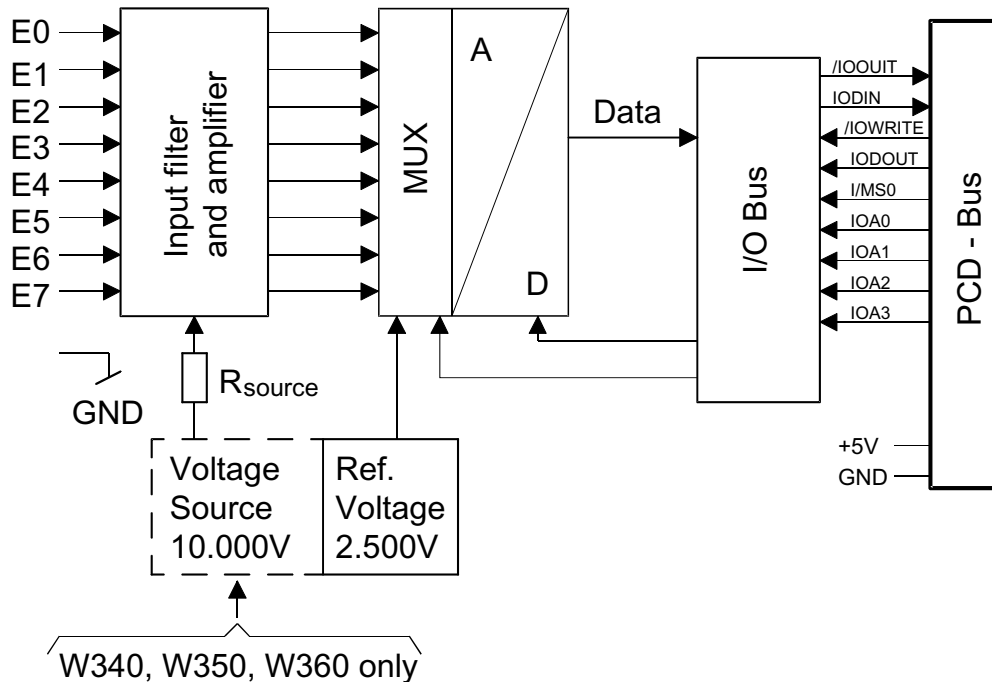 E0
E1
E2
E3
E4
E5
E6
E7
GND
Input filter
and amplifier
Rsource
Voltage
Source
10.000V
Ref.
Voltage
2.500V
W340, W350, W360 only
MUX
A
D
Data
I/O Bus
/IOOUIT
IODIN
/IOWRITE
IODOUT
I/MS0
IOA0
IOA1
IOA2
IOA3
+5V
GND
PCD - Bus